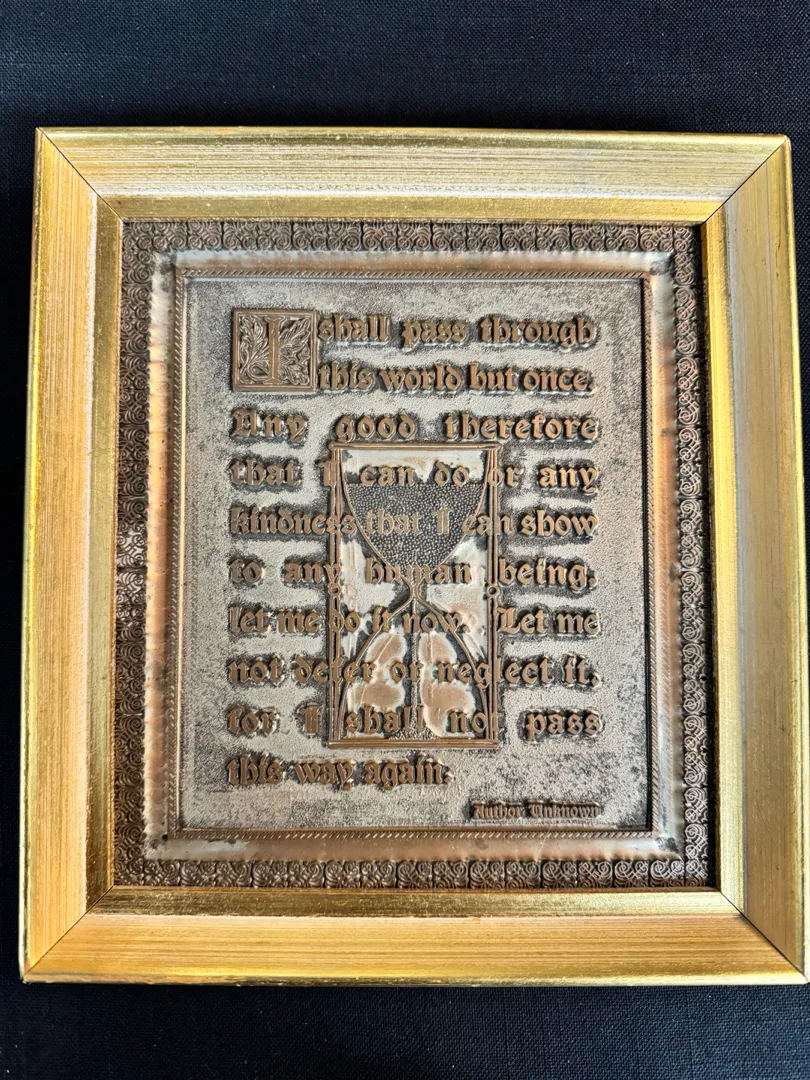 I shall pass through
this world but once.
Any good therefore
that I can do or any
kindness that I can show
to any human being,
let me do it now. Let me
not defer or neglect it,
for I shall not pass
this way again.
Author Unknown